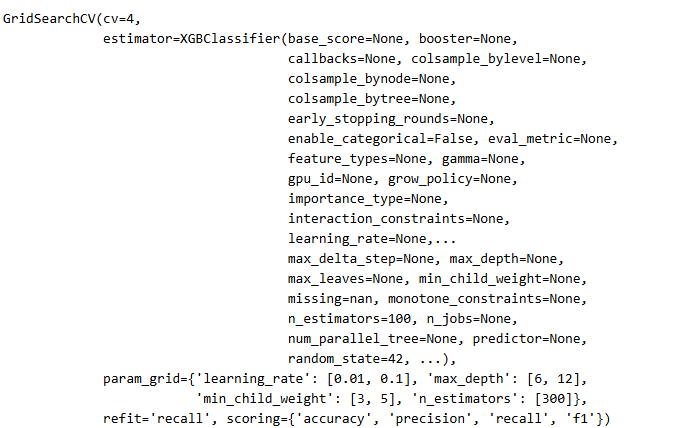 GridSearchCV(cv=4,
             estimator=XGBClassifier(base_score=None, booster=None,
                                     callbacks=None, colsample_bylevel=None,
                                     colsample_bynode=None,
                                     colsample_bytree=None,
                                     early_stopping_rounds=None,
                                     enable_categorical=False, eval_metric=None,
                                     feature_types=None, gamma=None,
                                     gpu_id=None, grow_policy=None,
                                     importance_type=None,
                                     interaction_constraints=None,
                                     learning_rate=None,...
                                     max_delta_step=None, max_depth=None,
                                     max_leaves=None, min_child_weight=None,
                                     missing=nan, monotone_constraints=None,
                                     n_estimators=100, n_jobs=None,
                                     num_parallel_tree=None, predictor=None,
                                     random_state=42, ...),
             param_grid={'learning_rate': [0.01, 0.1], 'max_depth': [6, 12],
                         'min_child_weight': [3, 5], 'n_estimators': [300]},
             refit='recall', scoring={'accuracy', 'precision', 'recall', 'f1'})